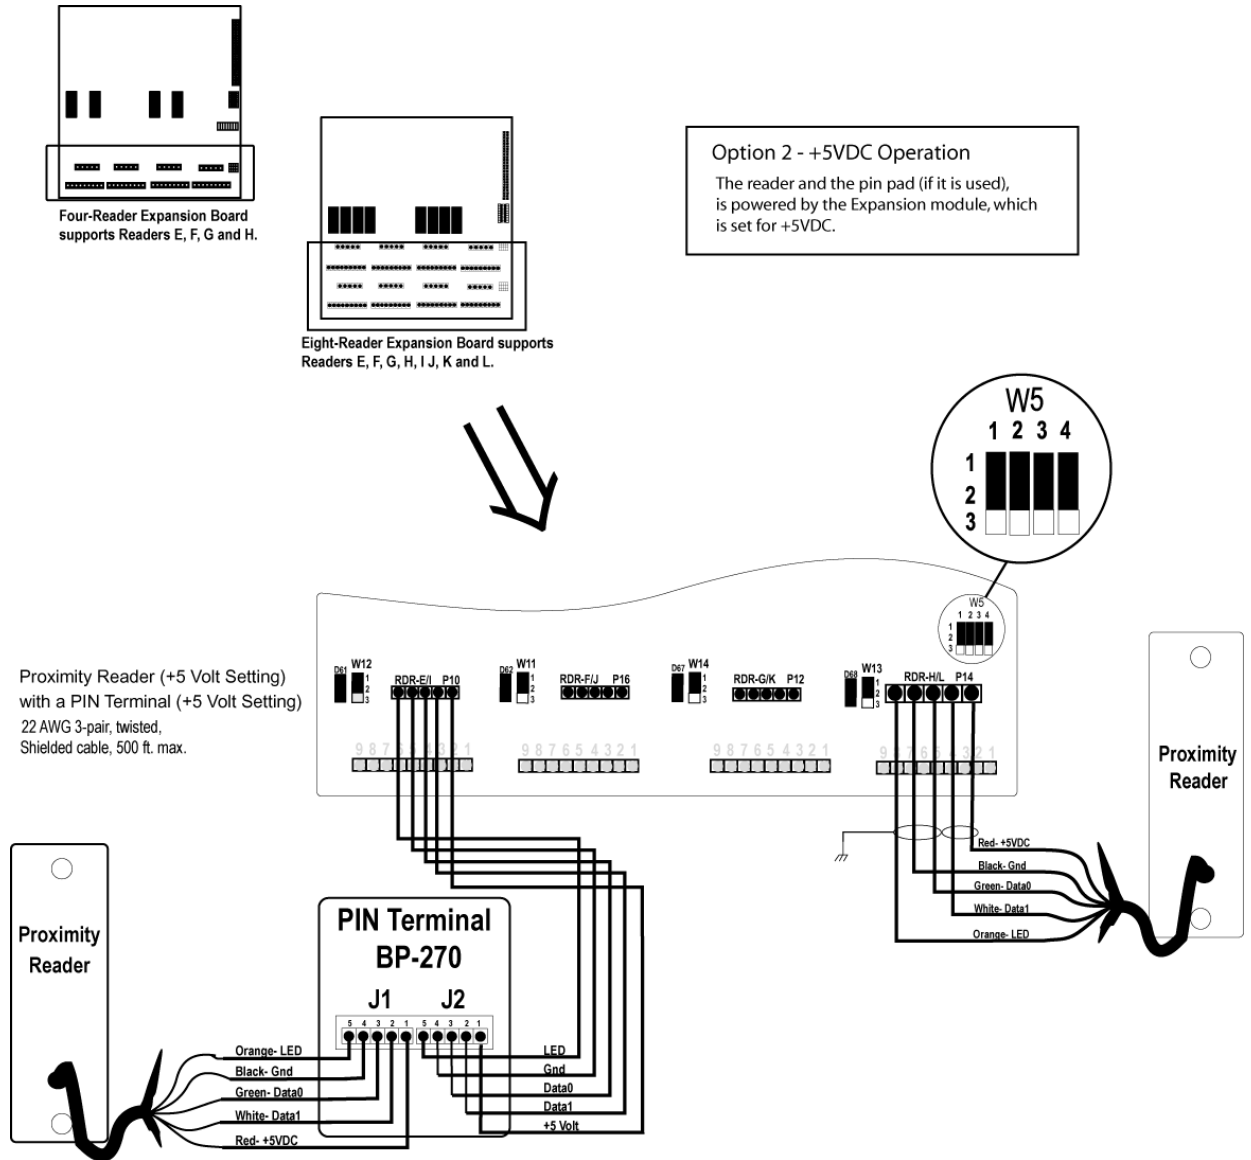 Four-Reader Expansion Board
supports Readers E, F, G and H.
Eight-Reader Expansion Board supports
Readers E, F, G, H, I J, K and L.
Option 2 - +5VDC Operation
The reader and the pin pad (if it is used),
is powered by the Expansion module, which
is set for +5VDC.
W5
1 2 3 4
1
2
3
W5
1 2 3 4
1
2
3
Proximity Reader (+5 Volt Setting)
with a PIN Terminal (+5 Volt Setting)
22 AWG 3-pair, twisted,
Shielded cable, 500 ft. max.
D61
W12
1
2
3
RDR-E/I P10
D62
W11
1
2
3
RDR-F/J P16
D67
W14
1
2
3
RDR-G/K P12
D68
W13
1
2
3
RDR-H/L P14
9 8 7 6 5 4 3 2 1
9 8 7 6 5 4 3 2 1
9 8 7 6 5 4 3 2 1
9 8 7 6 5 4 3 2 1
Proximity
Reader
Red- +5VDC
Black- Gnd
Green- Data0
White- Data1
Orange- LED
Proximity
Reader
PIN Terminal
BP-270
J1 J2
5 4 3 2 1 5 4 3 2 1
Orange- LED
Black- Gnd
Green- Data0
White- Data1
Red- +5VDC
LED
Gnd
Data0
Data1
+5 Volt